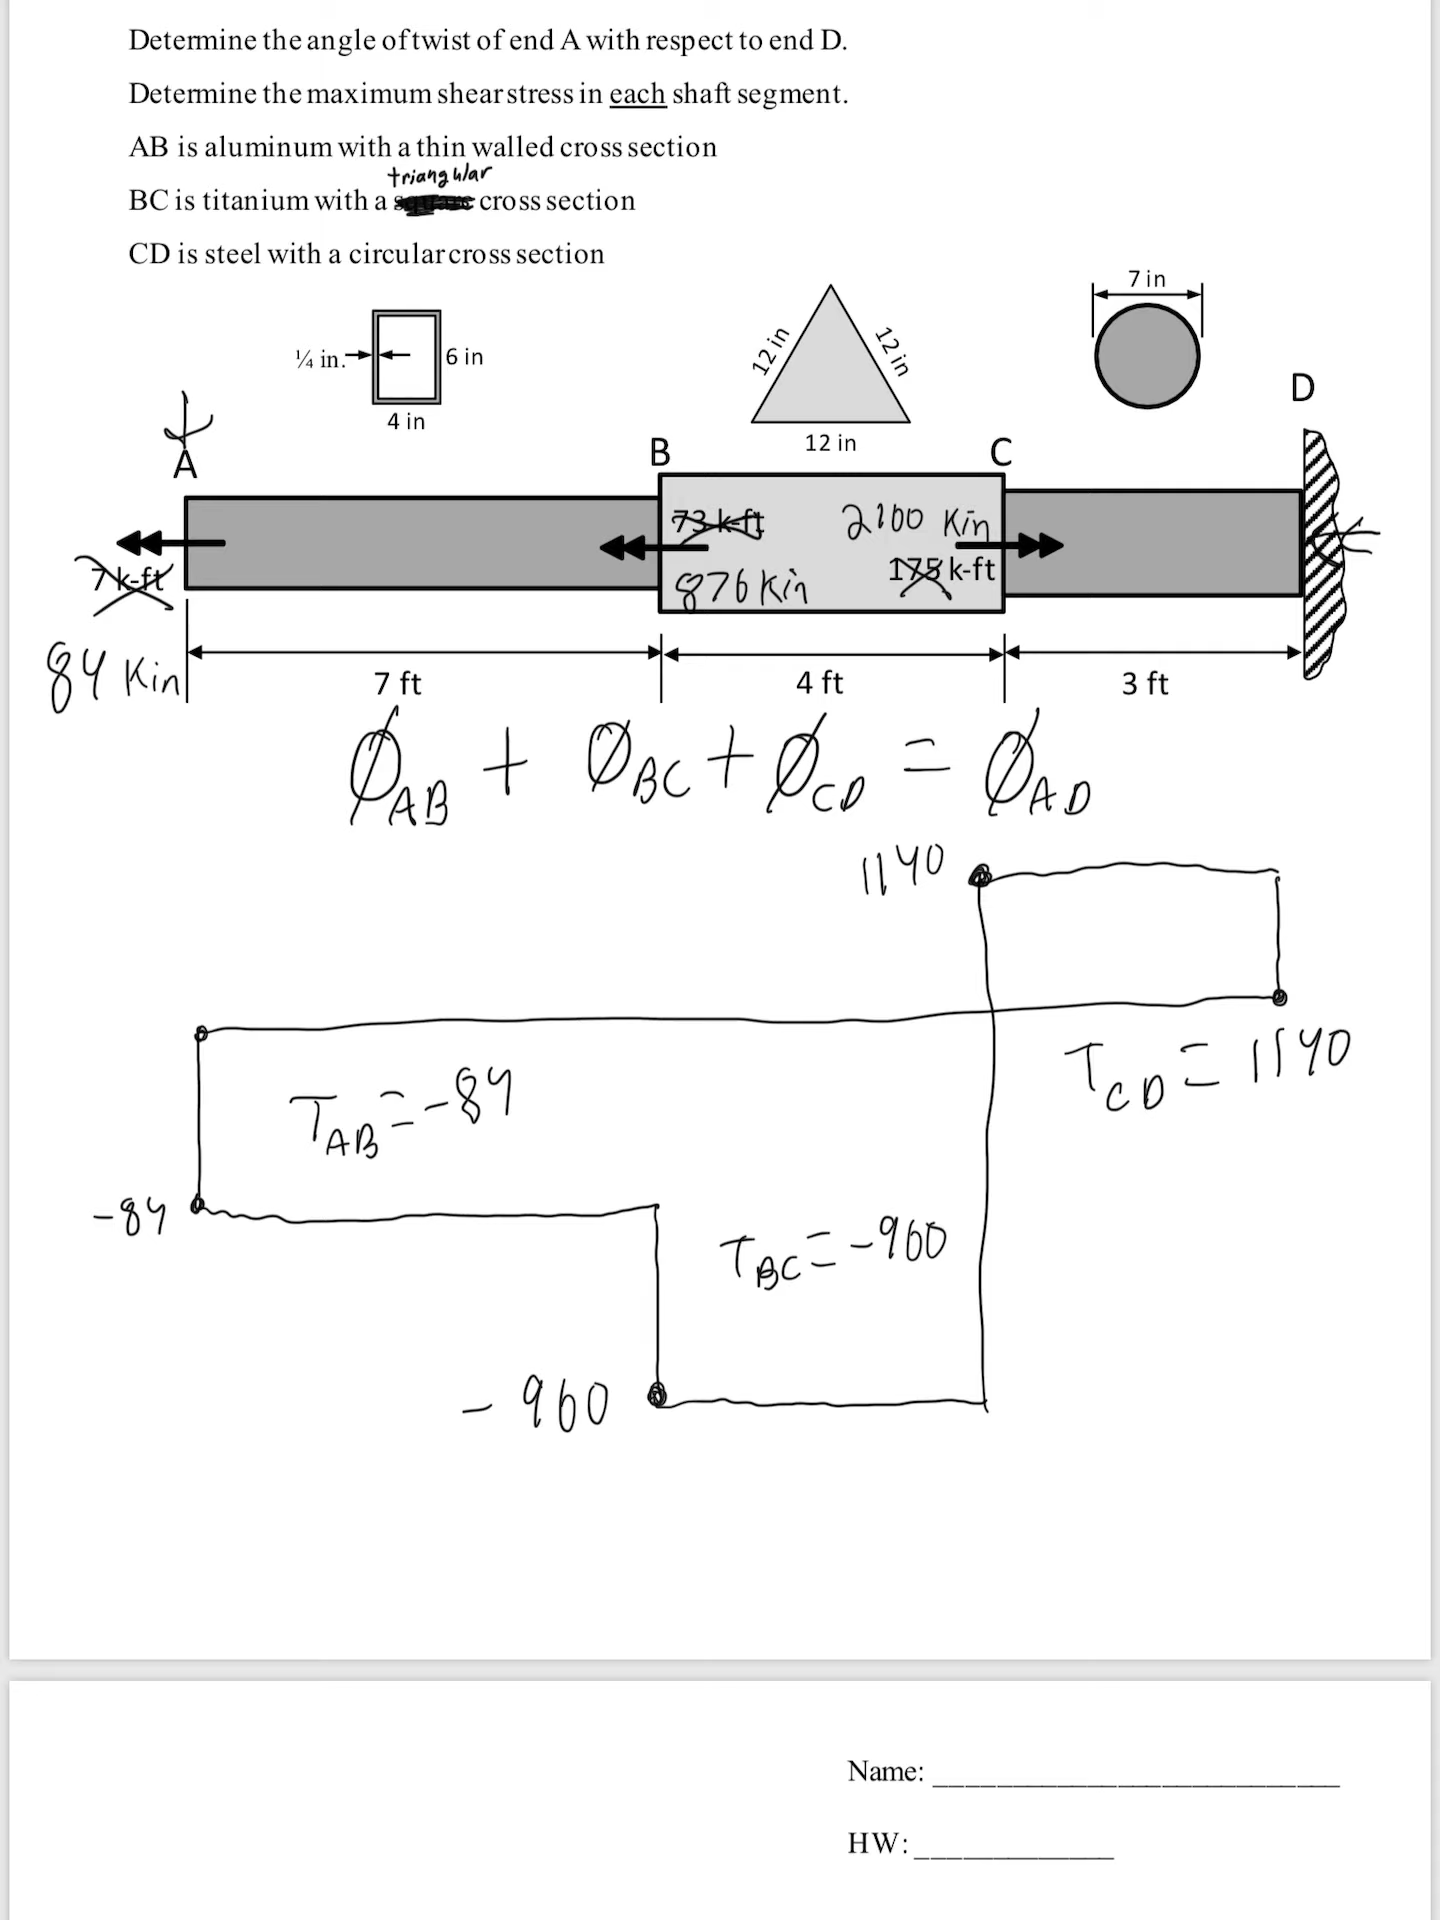 Determine the angle of twist of end A with respect to end D.
Determine the maximum shear stress in each shaft segment.
AB is aluminum with a thin walled cross section
triangular
BC is titanium with a square cross section
CD is steel with a circular cross section
7 in
12 in
12 in
¼ in.
6 in
4 in
12 in
D
+
A
B
C
73 k-ft
2100 Kin
7 k-ft
876 Kin
175 k-ft
84 Kin
7 ft
4 ft
3 ft
ØAB + ØBC + ØCD = ØAD
1140
TCD = 1140
TAB = -84
-84
TBC = -960
- 960
Name: ___________________________
HW: _____________